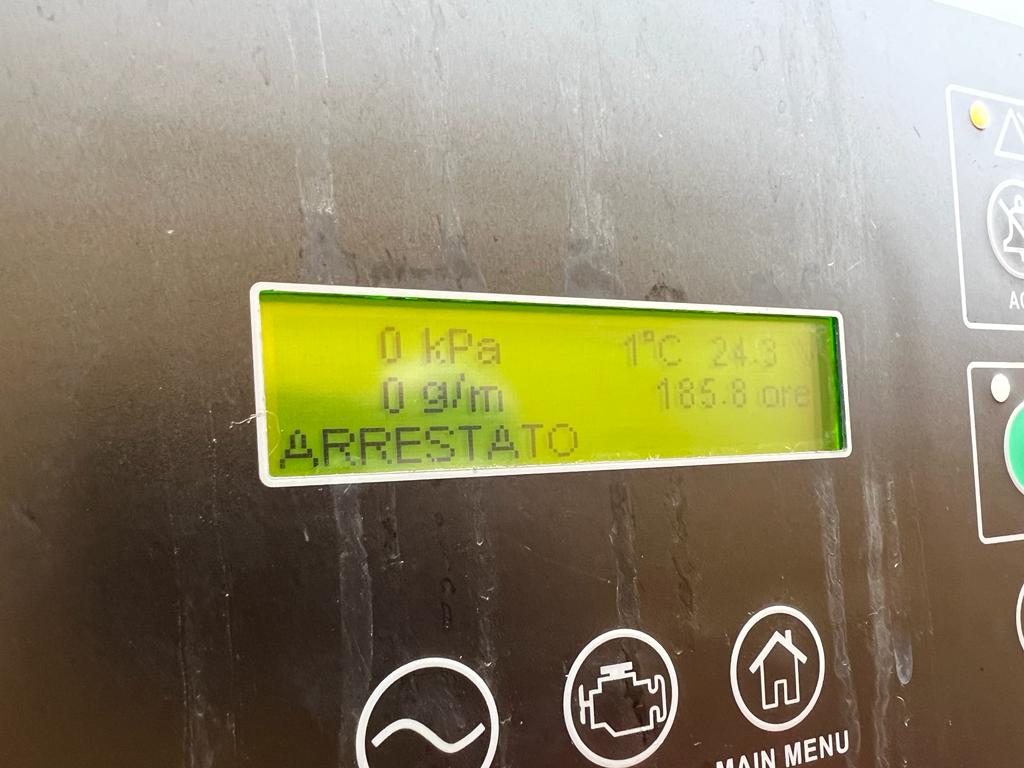 0 kPa 1°C 24.3 V
0 g/m 185.8 ore
ARRESTATO
MAIN MENU